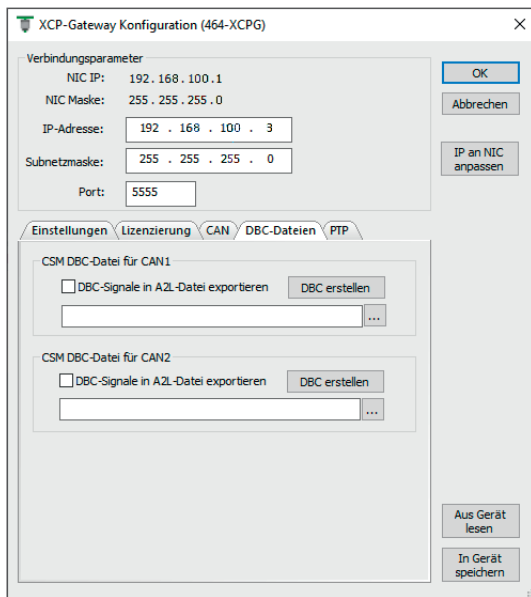 XCP-Gateway Konfiguration (464-XCPG)
Verbindungsparameter
NIC IP: 192.168.100.1
NIC Maske: 255.255.255.0
IP-Adresse: 192 . 168 . 100 . 3
Subnetzmaske: 255 . 255 . 255 . 0
Port: 5555
OK
Abbrechen
IP an NIC
anpassen
Einstellungen Lizenzierung CAN DBC-Dateien PTP
CSM DBC-Datei für CAN1
DBC-Signale in A2L-Datei exportieren DBC erstellen
...
CSM DBC-Datei für CAN2
DBC-Signale in A2L-Datei exportieren DBC erstellen
...
Aus Gerät
lesen
In Gerät
speichern